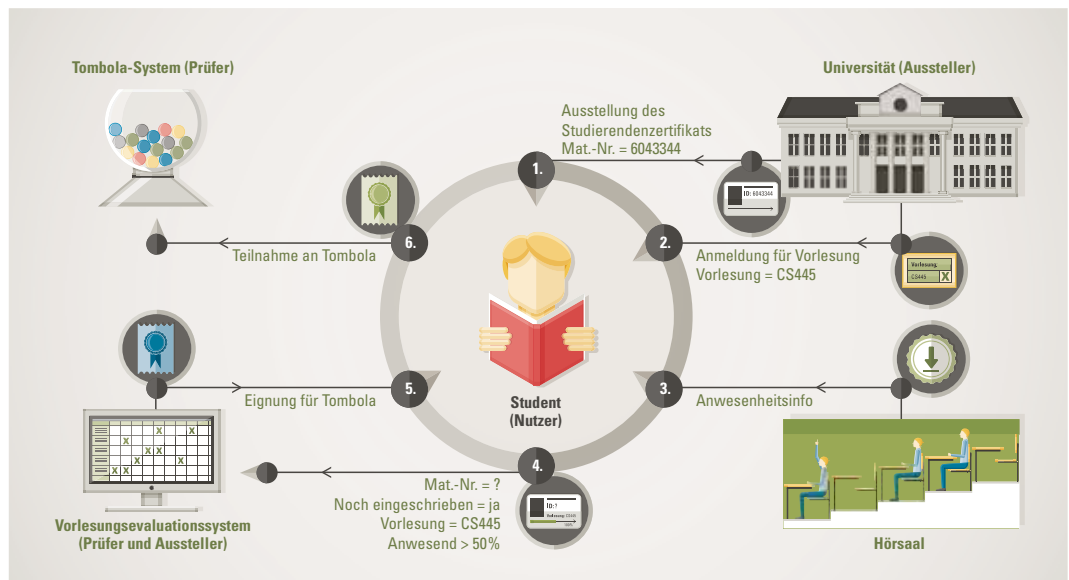 Tombola-System (Prüfer)
Universität (Aussteller)
Ausstellung des
Studierendenzertifikats
Mat.-Nr. = 6043344
1.
ID: 6043344
2.
Anmeldung für Vorlesung
Vorlesung = CS445
Vorlesung
CS445
X
6.
Teilnahme an Tombola
3.
Anwesenheitsinfo
5.
Eignung für Tombola
Student
(Nutzer)
4.
Mat.-Nr. = ?
Noch eingeschrieben = ja
Vorlesung = CS445
Anwesend > 50%
ID:?
Vorlesung: CS445
100%
X X
X
X X
X X
X X
Vorlesungsevaluationssystem
(Prüfer und Aussteller)
Hörsaal